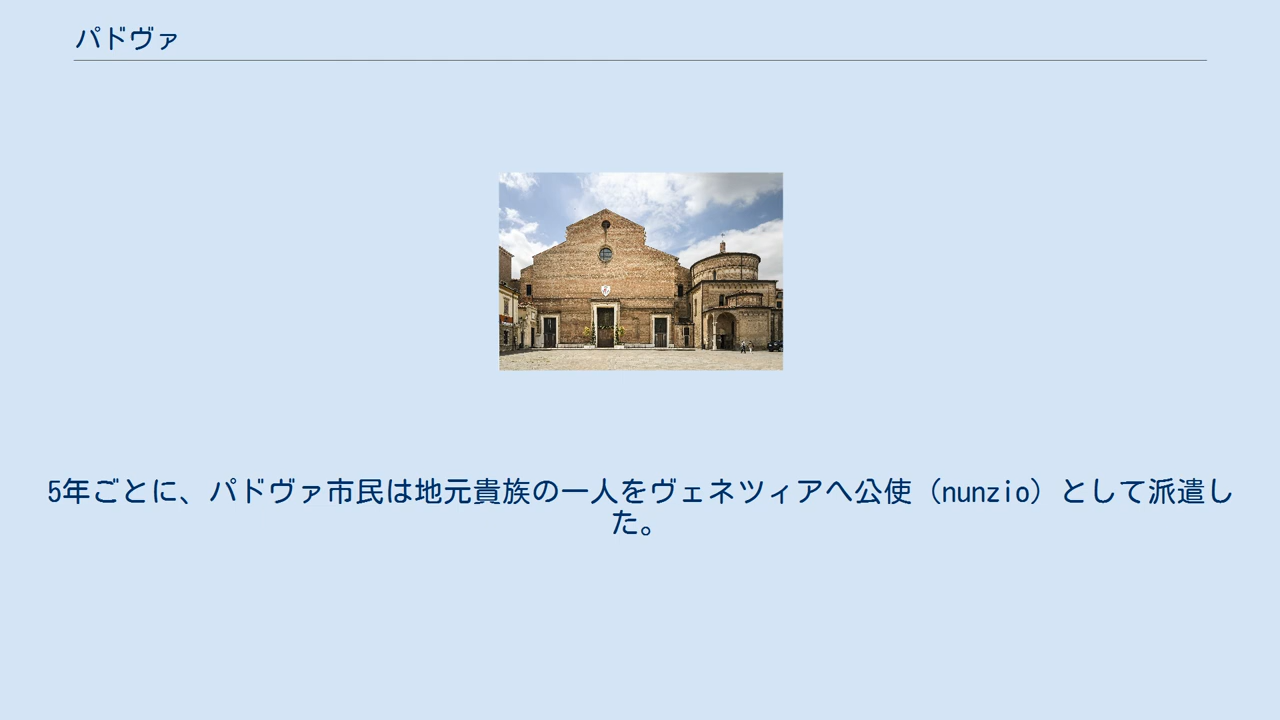 パドヴァ
5年ごとに、パドヴァ市民は地元貴族の一人をヴェネツィアへ公使（nunzio）として派遣し
た。